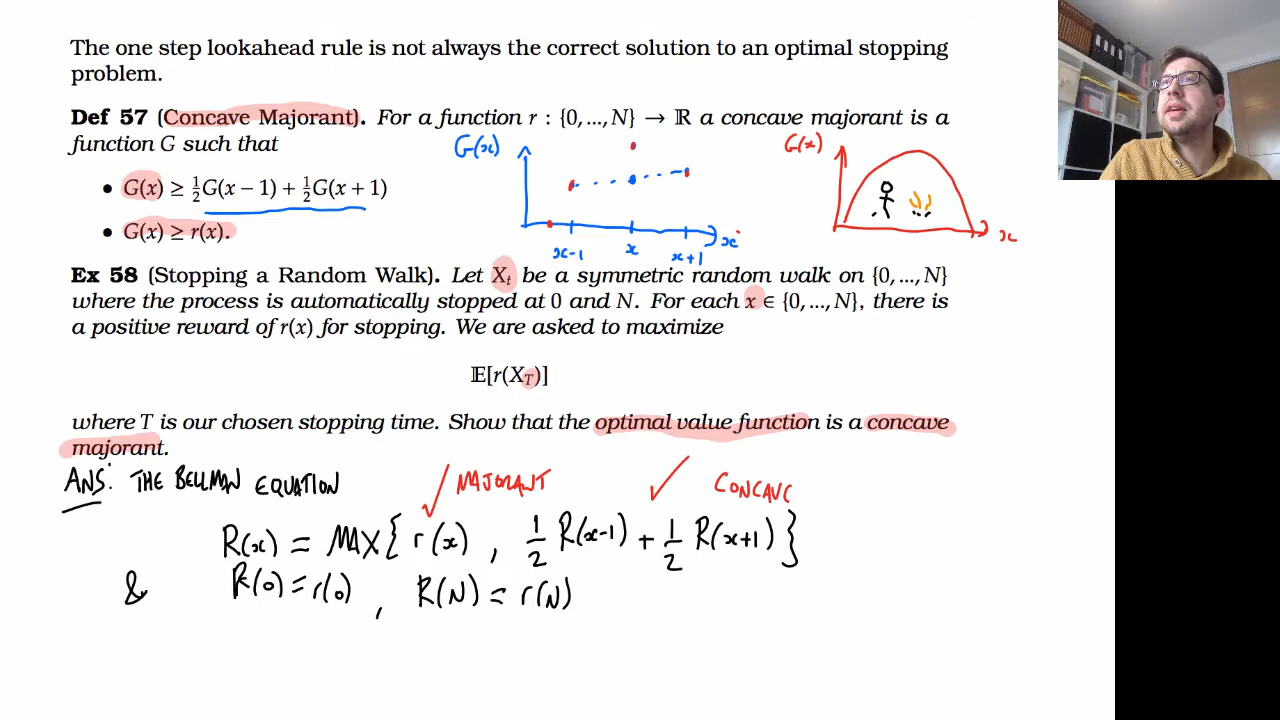 The one step lookahead rule is not always the correct solution to an optimal stopping
problem.
Def 57 (Concave Majorant). For a function r : {0, ..., N} → ℝ a concave majorant is a
function G such that
• G(x) ≥ ½G(x − 1) + ½G(x + 1)
• G(x) ≥ r(x).
G(x)
x-1
x
x+1
x
G(x)
x
Ex 58 (Stopping a Random Walk). Let Xₜ be a symmetric random walk on {0, ..., N}
where the process is automatically stopped at 0 and N. For each x ∈ {0, ..., N}, there is
a positive reward of r(x) for stopping. We are asked to maximize
𝔼[r(X_T)]
where T is our chosen stopping time. Show that the optimal value function is a concave
majorant.
ANS: THE BELLMAN EQUATION
✓ MAJORANT
✓ CONCAVE
R(x) = MAX{ r(x) , ½ R(x-1) + ½ R(x+1) }
& R(0) = r(0) , R(N) = r(N)